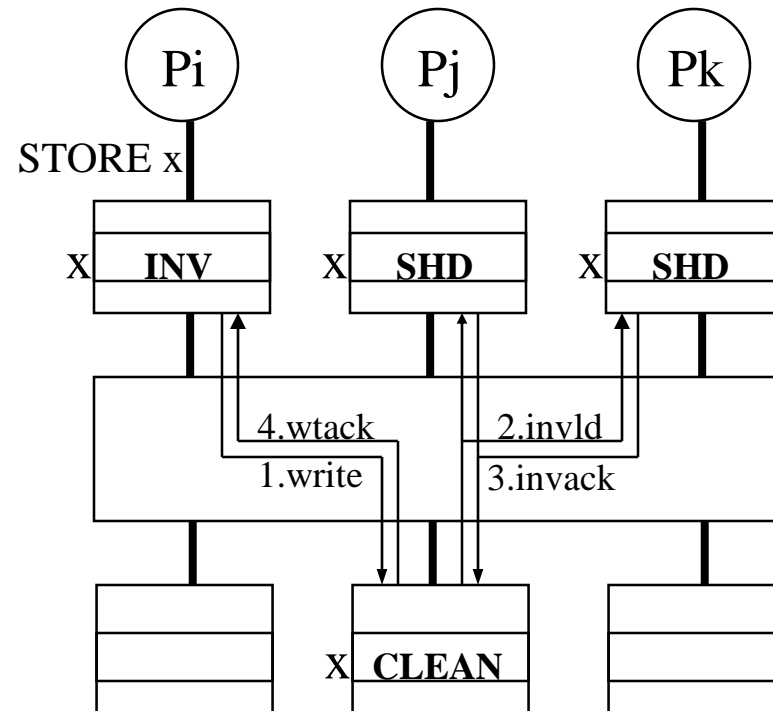 Pi Pj Pk
STORE x
X INV X SHD X SHD
4.wtack 2.invld
1.write 3.invack
X CLEAN